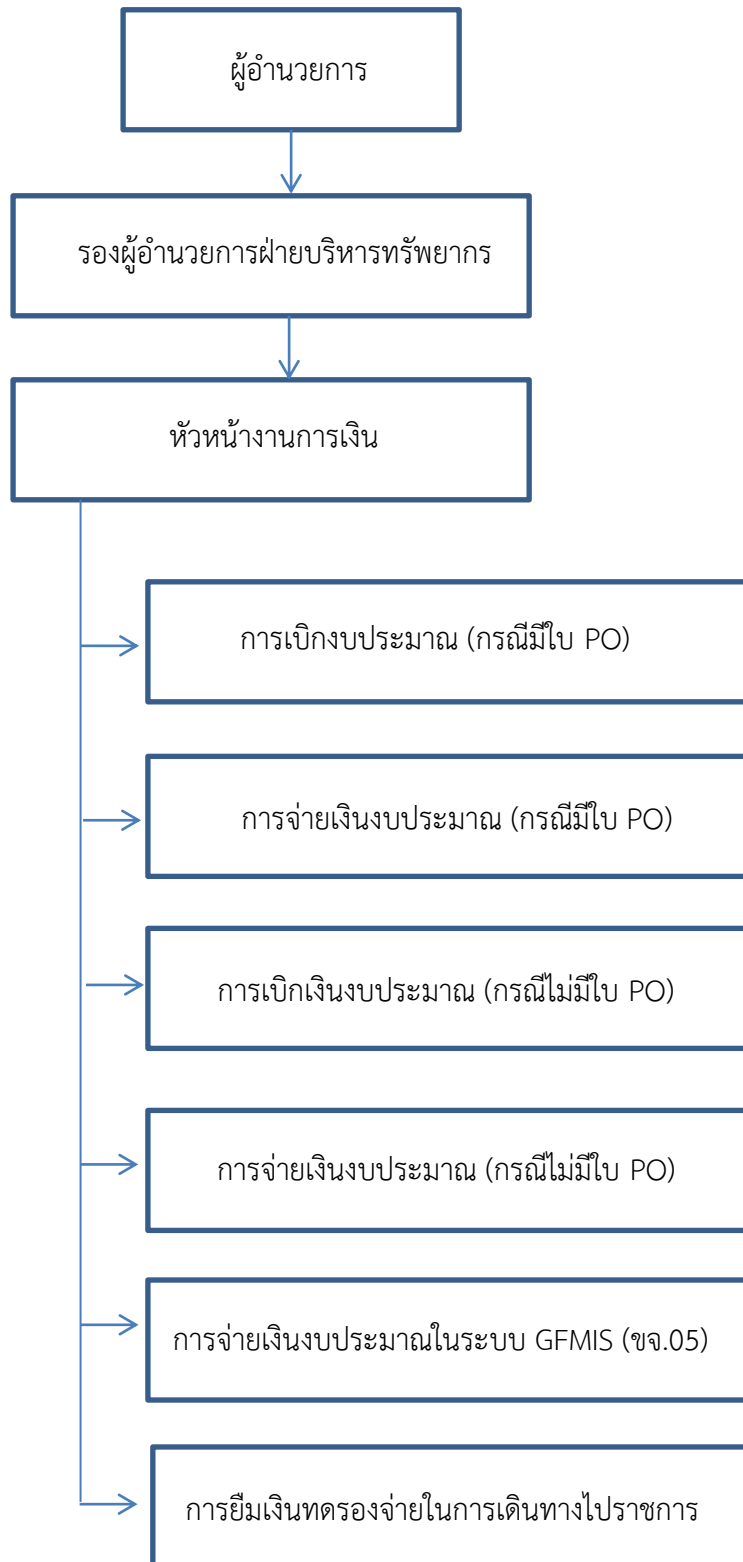 ผู้อำนวยการ
รองผู้อำนวยการฝ่ายบริหารทรัพยากร
หัวหน้างานการเงิน
การเบิกงบประมาณ (กรณีมีใบ PO)
การจ่ายเงินงบประมาณ (กรณีมีใบ PO)
การเบิกเงินงบประมาณ (กรณีไม่มีใบ PO)
การจ่ายเงินงบประมาณ (กรณีไม่มีใบ PO)
การจ่ายเงินงบประมาณในระบบ GFMIS (ขจ.05)
การยืมเงินทดรองจ่ายในการเดินทางไปราชการ